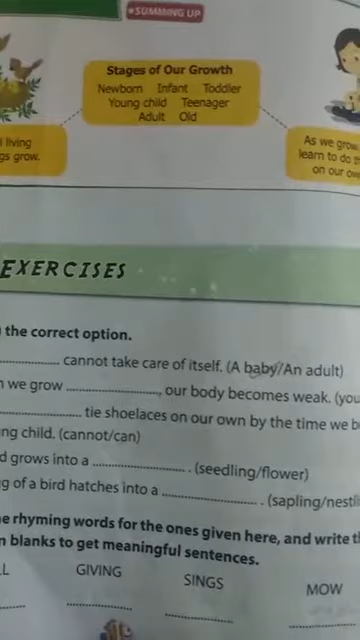 SUMMING UP
Stages of Our Growth
Newborn Infant Toddler
Young child Teenager
Adult Old
living
gs grow.
As we grow
learn to do
on our
EXERCISES
the correct option.
cannot take care of itself. (A baby/An adult)
we grow ................, our body becomes weak.
................ tie shoelaces on our own by the time we
ng child. (cannot/can)
d grows into a ................ . (seedling/flower)
g of a bird hatches into a ................ . (sapling/
e rhyming words for the ones given here, and write
n blanks to get meaningful sentences.
GIVING SINGS MOW